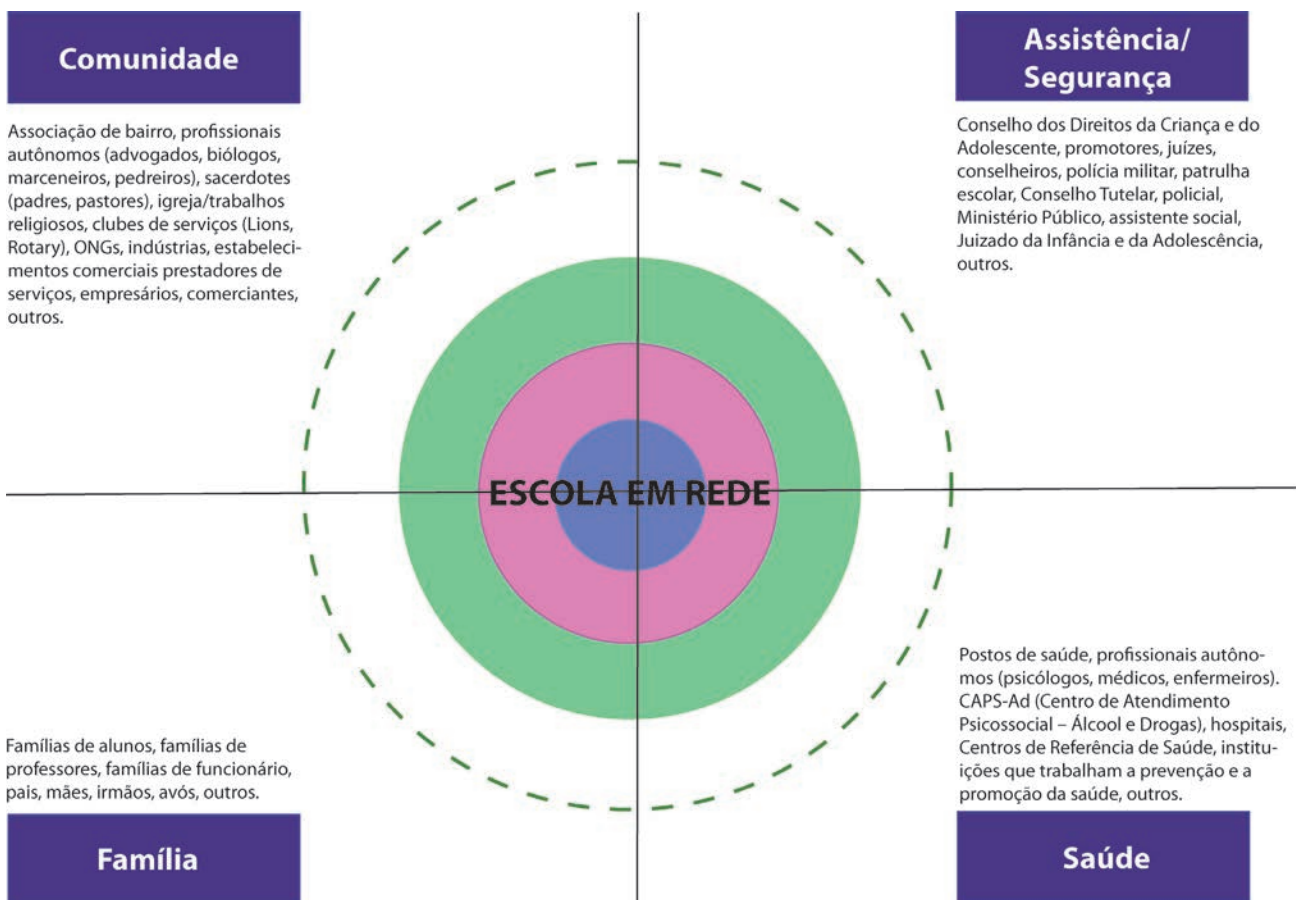 Comunidade
Associação de bairro, profissionais
autônomos (advogados, biólogos,
marceneiros, pedreiros), sacerdotes
(padres, pastores), igreja/trabalhos
religiosos, clubes de serviços (Lions,
Rotary), ONGs, indústrias, estabeleci-
mentos comerciais prestadores de
serviços, empresários, comerciantes,
outros.
Assistência/
Segurança
Conselho dos Direitos da Criança e do
Adolescente, promotores, juízes,
conselheiros, polícia militar, patrulha
escolar, Conselho Tutelar, policial,
Ministério Público, assistente social,
Juizado da Infância e da Adolescência,
outros.
ESCOLA EM REDE
Famílias de alunos, famílias de
professores, famílias de funcionário,
pais, mães, irmãos, avós, outros.
Família
Postos de saúde, profissionais autôno-
mos (psicólogos, médicos, enfermeiros).
CAPS-Ad (Centro de Atendimento
Psicossocial – Álcool e Drogas), hospitais,
Centros de Referência de Saúde, institu-
ições que trabalham a prevenção e a
promoção da saúde, outros.
Saúde